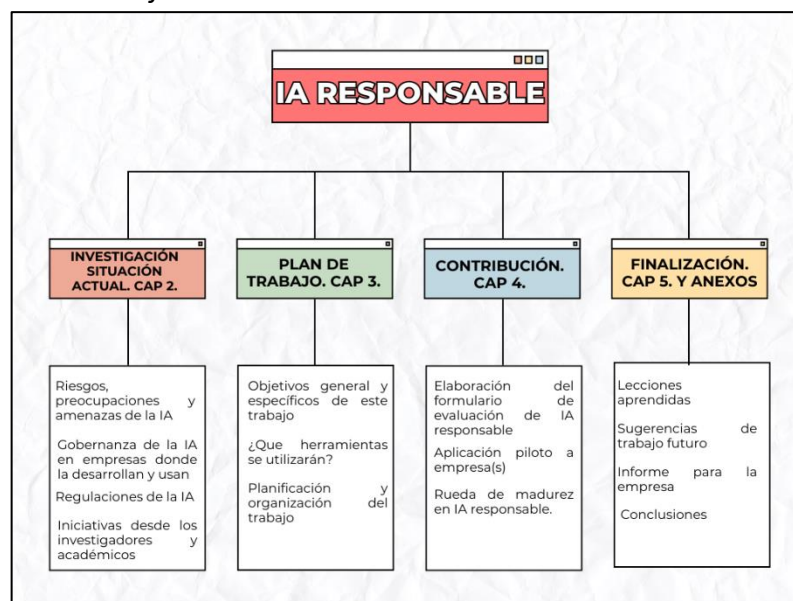 IA RESPONSABLE
INVESTIGACIÓN
SITUACIÓN
ACTUAL. CAP 2.
Riesgos,
preocupaciones y
amenazas de la IA
Gobernanza de la IA
en empresas donde
la desarrollan y usan
Regulaciones de la IA
Iniciativas desde los
investigadores y
académicos
PLAN DE
TRABAJO. CAP 3.
Objetivos general y
específicos de este
trabajo
¿Que herramientas
se utilizarán?
Planificación y
organización del
trabajo
CONTRIBUCIÓN.
CAP 4.
Elaboración del
formulario de
evaluación de IA
responsable
Aplicación piloto a
empresa(s)
Rueda de madurez
en IA responsable.
FINALIZACIÓN.
CAP 5. Y ANEXOS
Lecciones
aprendidas
Sugerencias de
trabajo futuro
Informe para la
empresa
Conclusiones